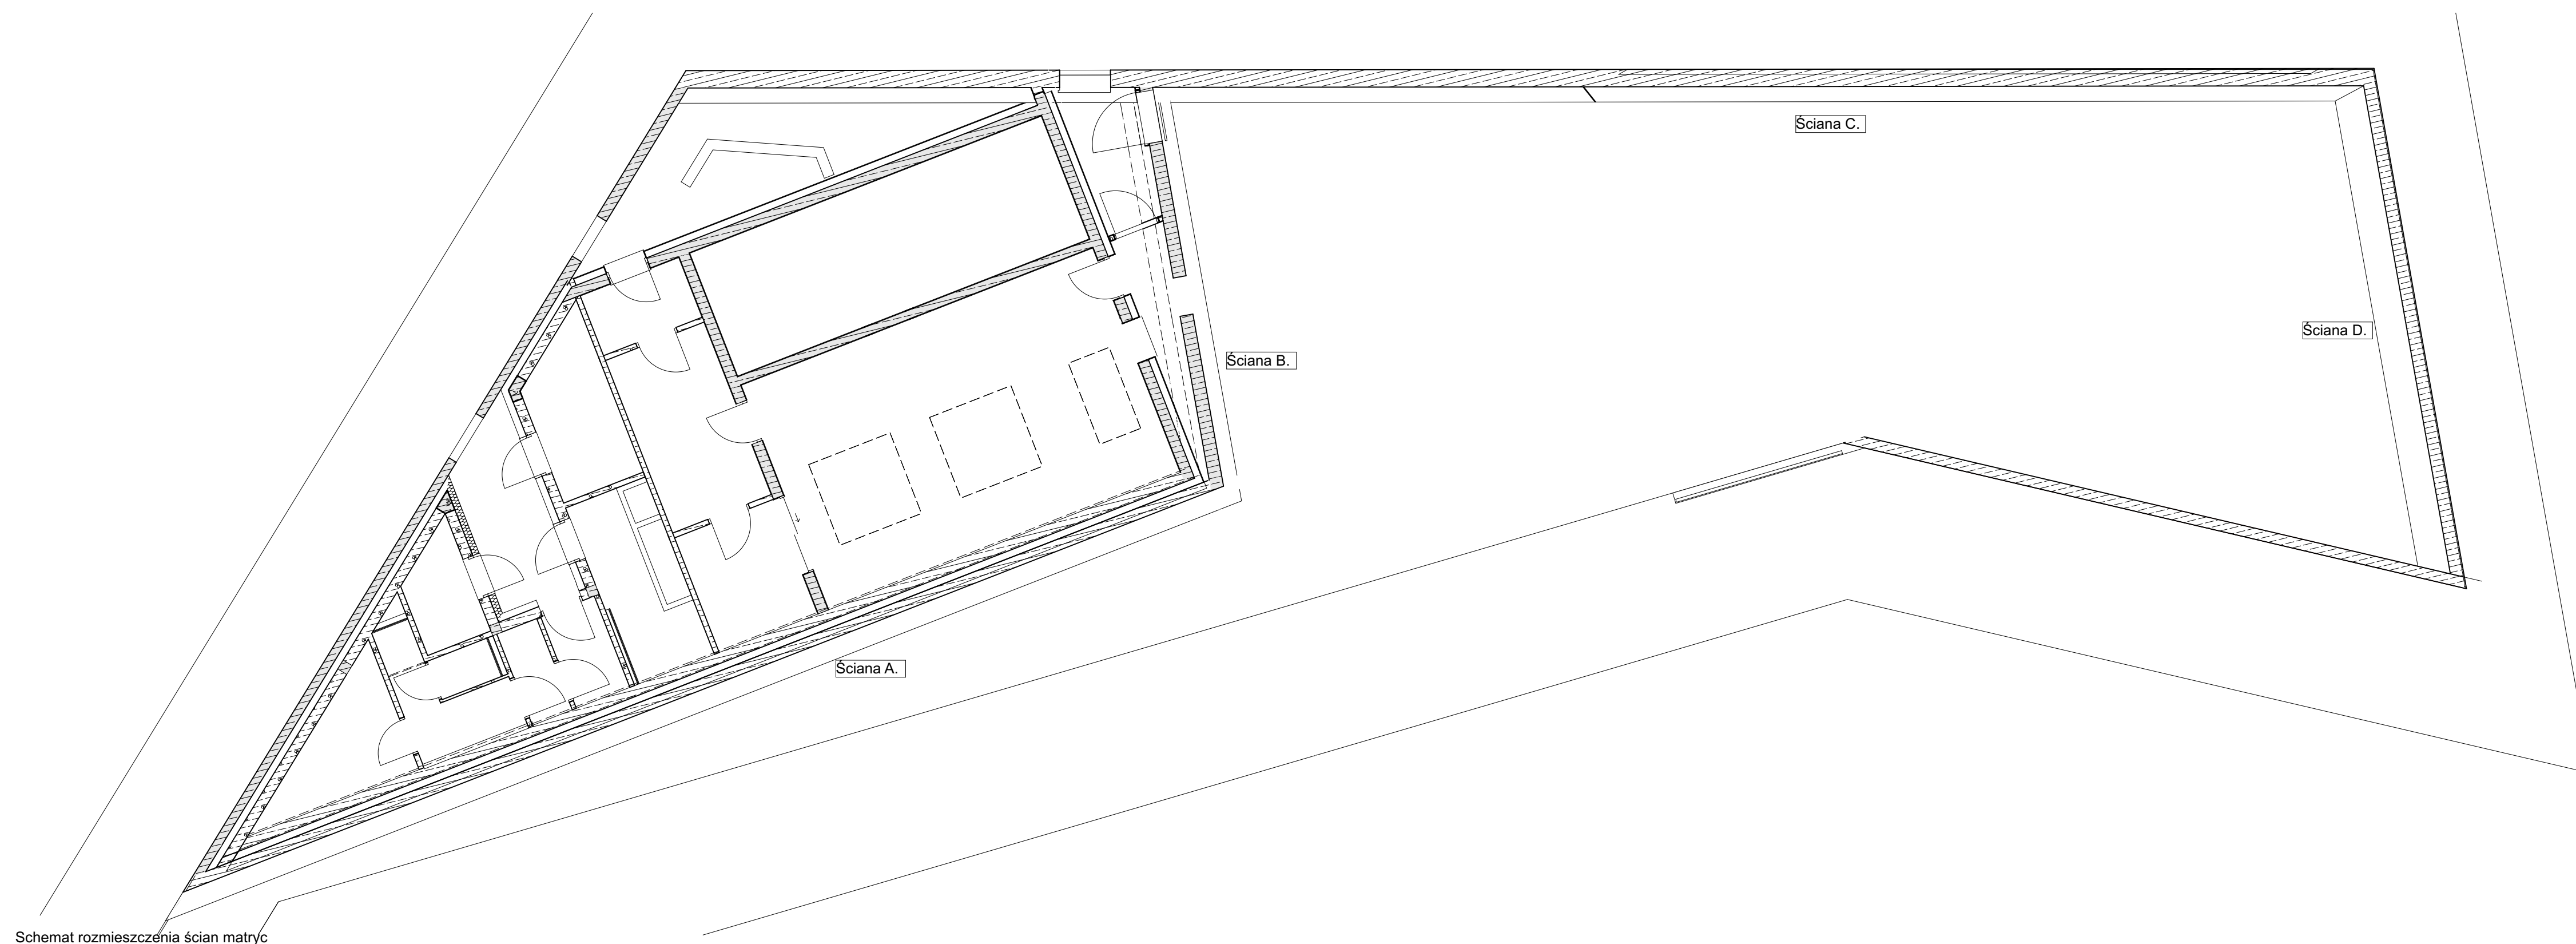 Ściana C.
Ściana D.
Ściana B.
Ściana A.
Schemat rozmieszczenia ścian matryc